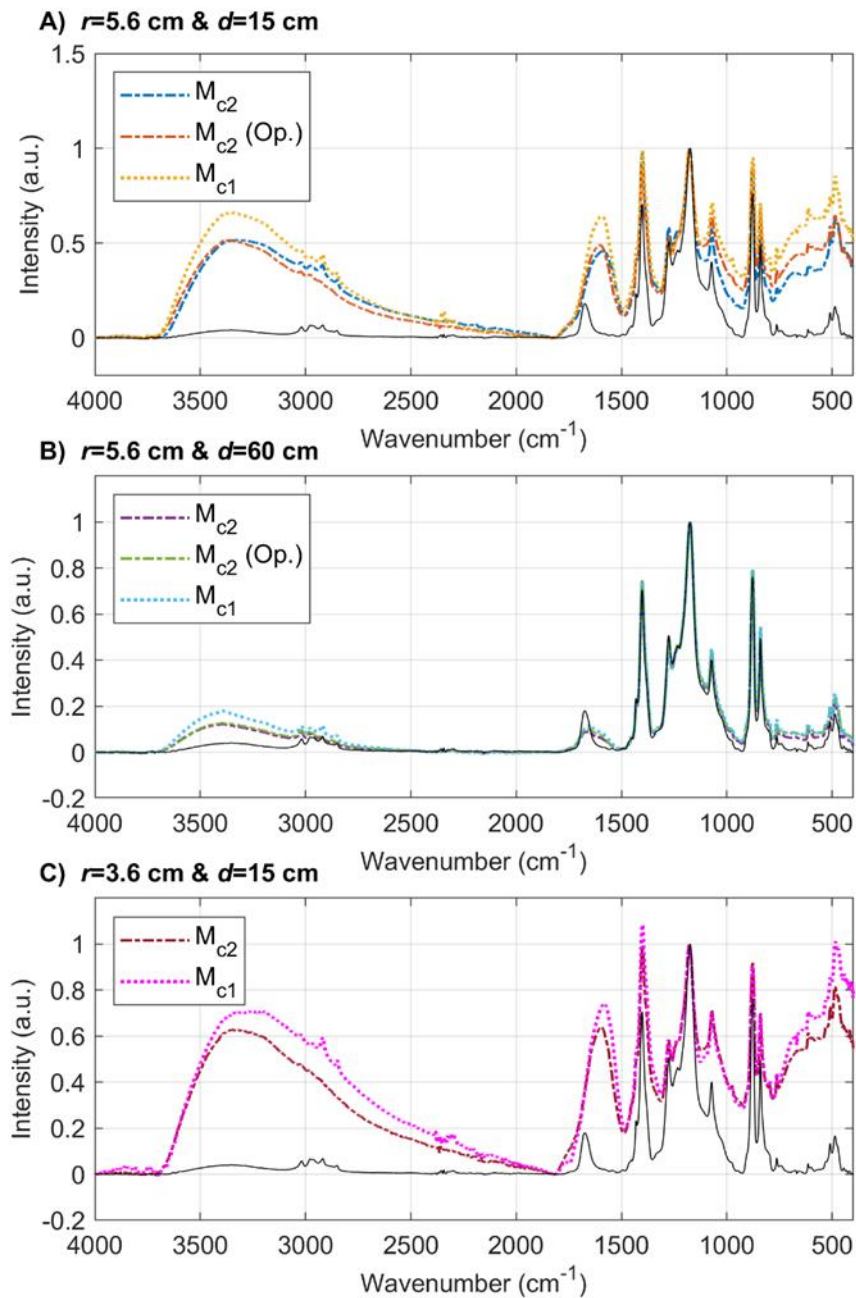 A) r=5.6 cm & d=15 cm
1.5
M_c2
M_c2 (Op.)
M_c1
1
0.5
0
Intensity (a.u.)
4000 3500 3000 2500 2000 1500 1000 500
Wavenumber (cm⁻¹)
B) r=5.6 cm & d=60 cm
M_c2
M_c2 (Op.)
M_c1
1
0.8
0.6
0.4
0.2
0
-0.2
Intensity (a.u.)
4000 3500 3000 2500 2000 1500 1000 500
Wavenumber (cm⁻¹)
C) r=3.6 cm & d=15 cm
M_c2
M_c1
1
0.8
0.6
0.4
0.2
0
-0.2
Intensity (a.u.)
4000 3500 3000 2500 2000 1500 1000 500
Wavenumber (cm⁻¹)